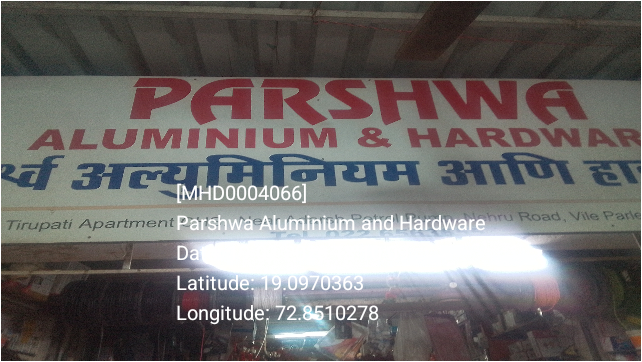 PARSHWA
ALUMINIUM & HARDWAR
र्श्व अल्युमिनियम आणि हा
Tirupati Apartment Nehru Road, Vile Parle
[MHD0004066]
Parshwa Aluminium and Hardware
Da
Latitude: 19.0970363
Longitude: 72.8510278